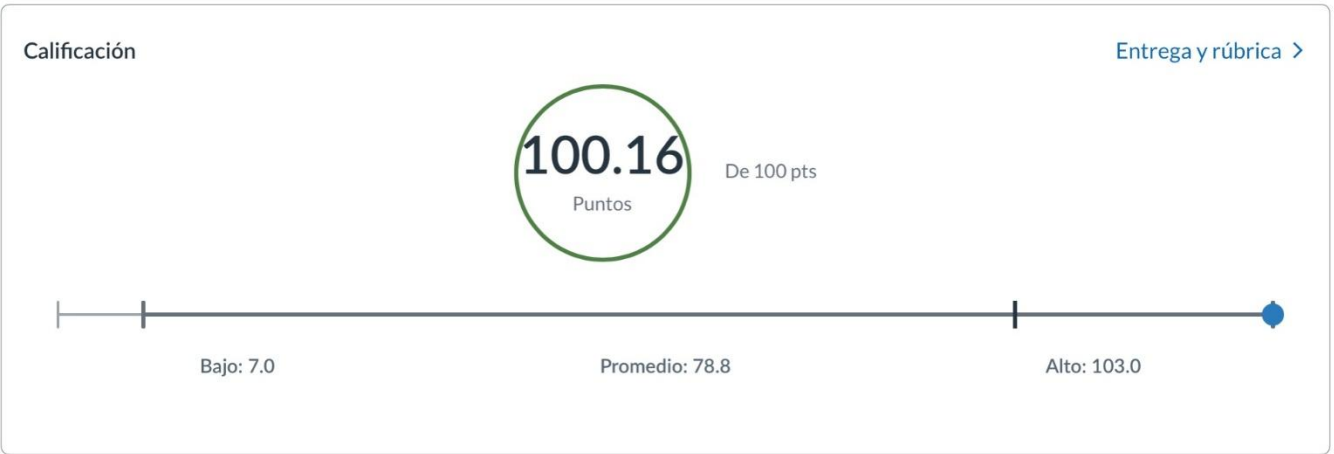 Calificación
Entrega y rúbrica
100.16
Puntos
De 100 pts
Bajo: 7.0
Promedio: 78.8
Alto: 103.0